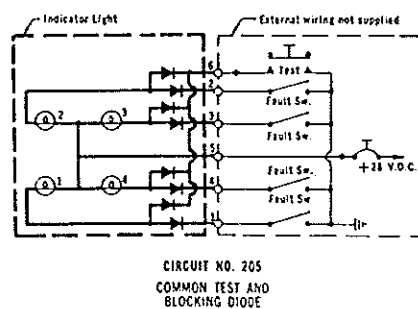 Indicator Light
External wiring not supplied
6
A Test A
2
Fault Sw.
2
3
3
Fault Sw.
5
Fault Sw.
+28 V.D.C.
4
4
Fault Sw
1
CIRCUIT NO. 205
COMMON TEST AND
BLOCKING DIODE